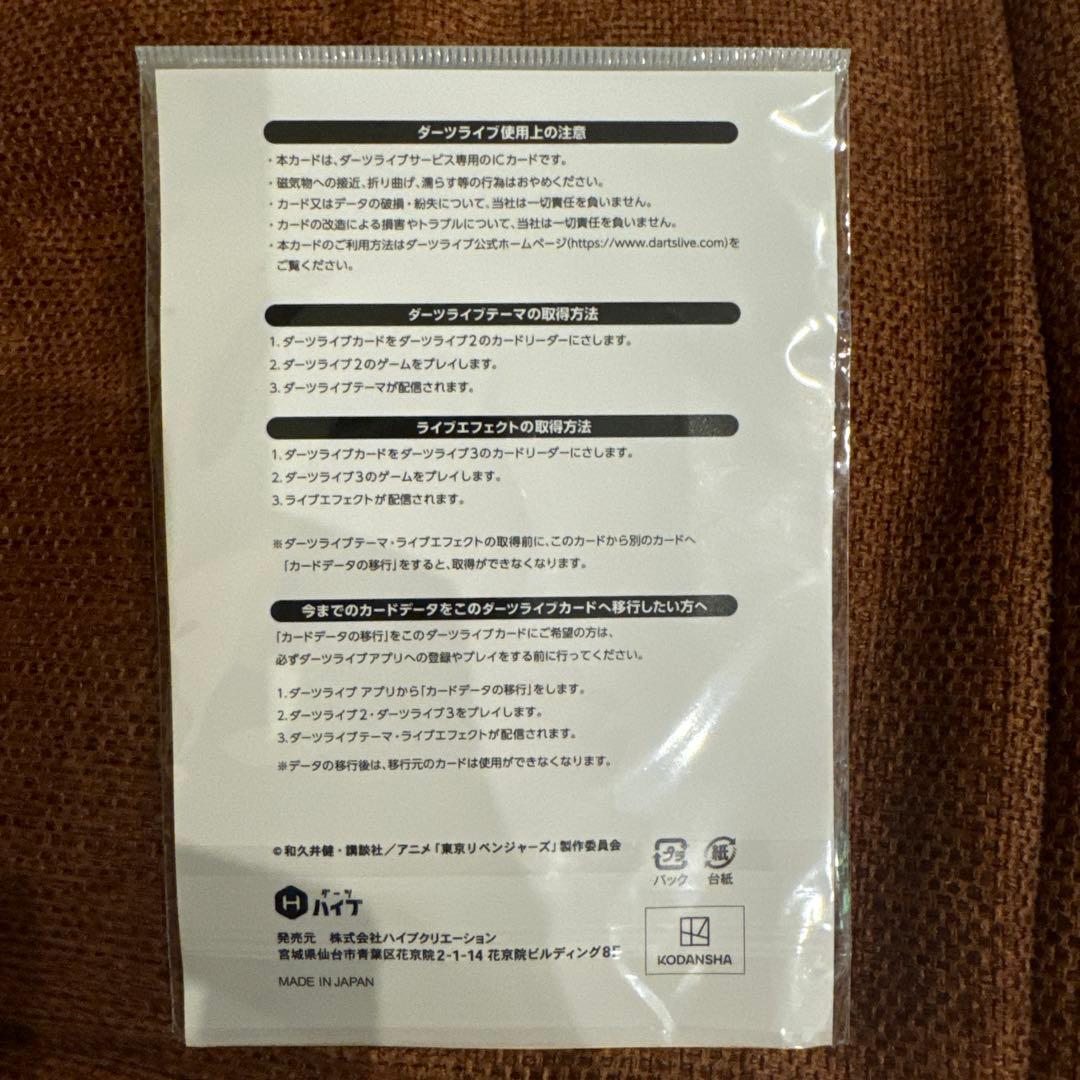 ダーツライブ使用上の注意
・本カードは、ダーツライブサービス専用のICカードです。
・磁気物への接近、折り曲げ、濡らす等の行為はおやめください。
・カード又はデータの破損・紛失について、当社は一切責任を負いません。
・カードの改造による損害やトラブルについて、当社は一切責任を負いません。
・本カードのご利用方法はダーツライブ公式ホームページ(https://www.dartslive.com)を
ご覧ください。
ダーツライブテーマの取得方法
1. ダーツライブカードをダーツライブ2のカードリーダーにさします。
2. ダーツライブ2のゲームをプレイします。
3. ダーツライブテーマが配信されます。
ライブエフェクトの取得方法
1. ダーツライブカードをダーツライブ3のカードリーダーにさします。
2. ダーツライブ3のゲームをプレイします。
3. ライブエフェクトが配信されます。
※ダーツライブテーマ・ライブエフェクトの取得前に、このカードから別のカードへ
「カードデータの移行」をすると、取得ができなくなります。
今までのカードデータをこのダーツライブカードへ移行したい方へ
「カードデータの移行」をこのダーツライブカードにご希望の方は、
必ずダーツライブアプリへの登録やプレイをする前に行ってください。
1. ダーツライブ アプリから「カードデータの移行」をします。
2. ダーツライブ2・ダーツライブ3をプレイします。
3. ダーツライブテーマ・ライブエフェクトが配信されます。
※データの移行後は、移行元のカードは使用ができなくなります。
©和久井健・講談社／アニメ「東京リベンジャーズ」製作委員会
プラ 紙
パック 台紙
H ダーツ
ハイブ
発売元 株式会社ハイブクリエーション
宮城県仙台市青葉区花京院2-1-14 花京院ビルディング8F
KODANSHA
MADE IN JAPAN